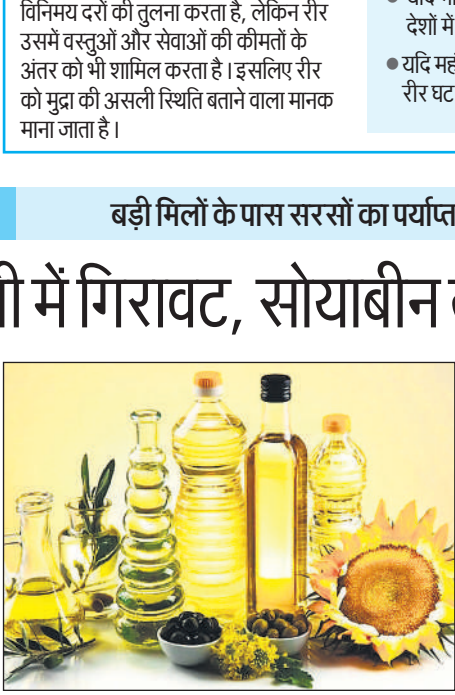 विनिमय दरों की तुलना करता है, लेकिन रीर
उसमें वस्तुओं और सेवाओं की कीमतों के
अंतर को भी शामिल करता है। इसलिए रीर
को मुद्रा की असली स्थिति बताने वाला मानक
माना जाता है।
देशों में
● यदि
रीर घट
बड़ी मिलों के पास सरसों का पर्याप्त
में गिरावट, सोयाबीन